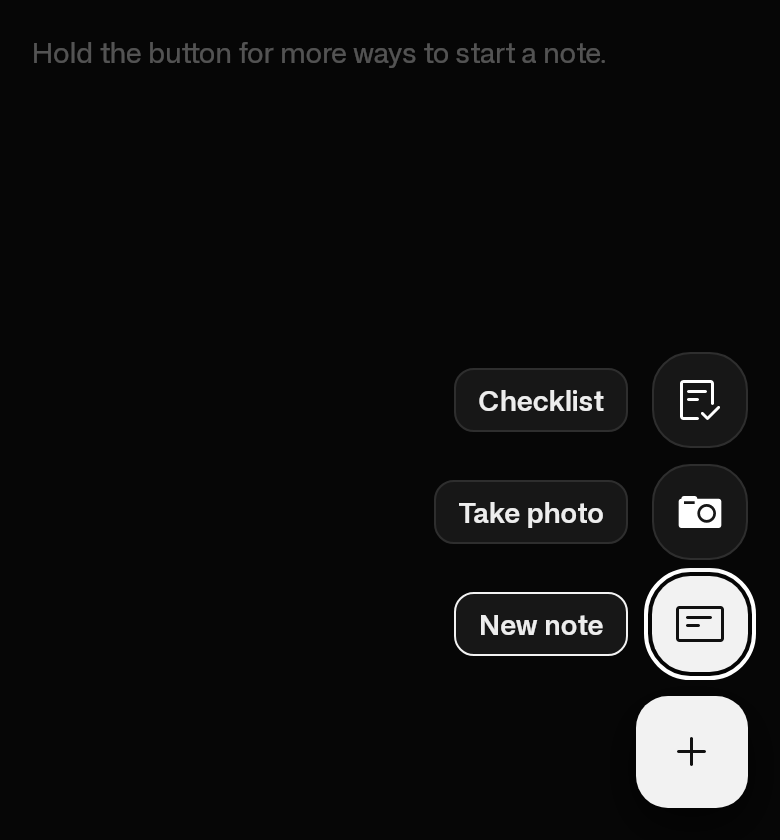 Hold the button for more ways to start a note.
Checklist
Take photo
New note